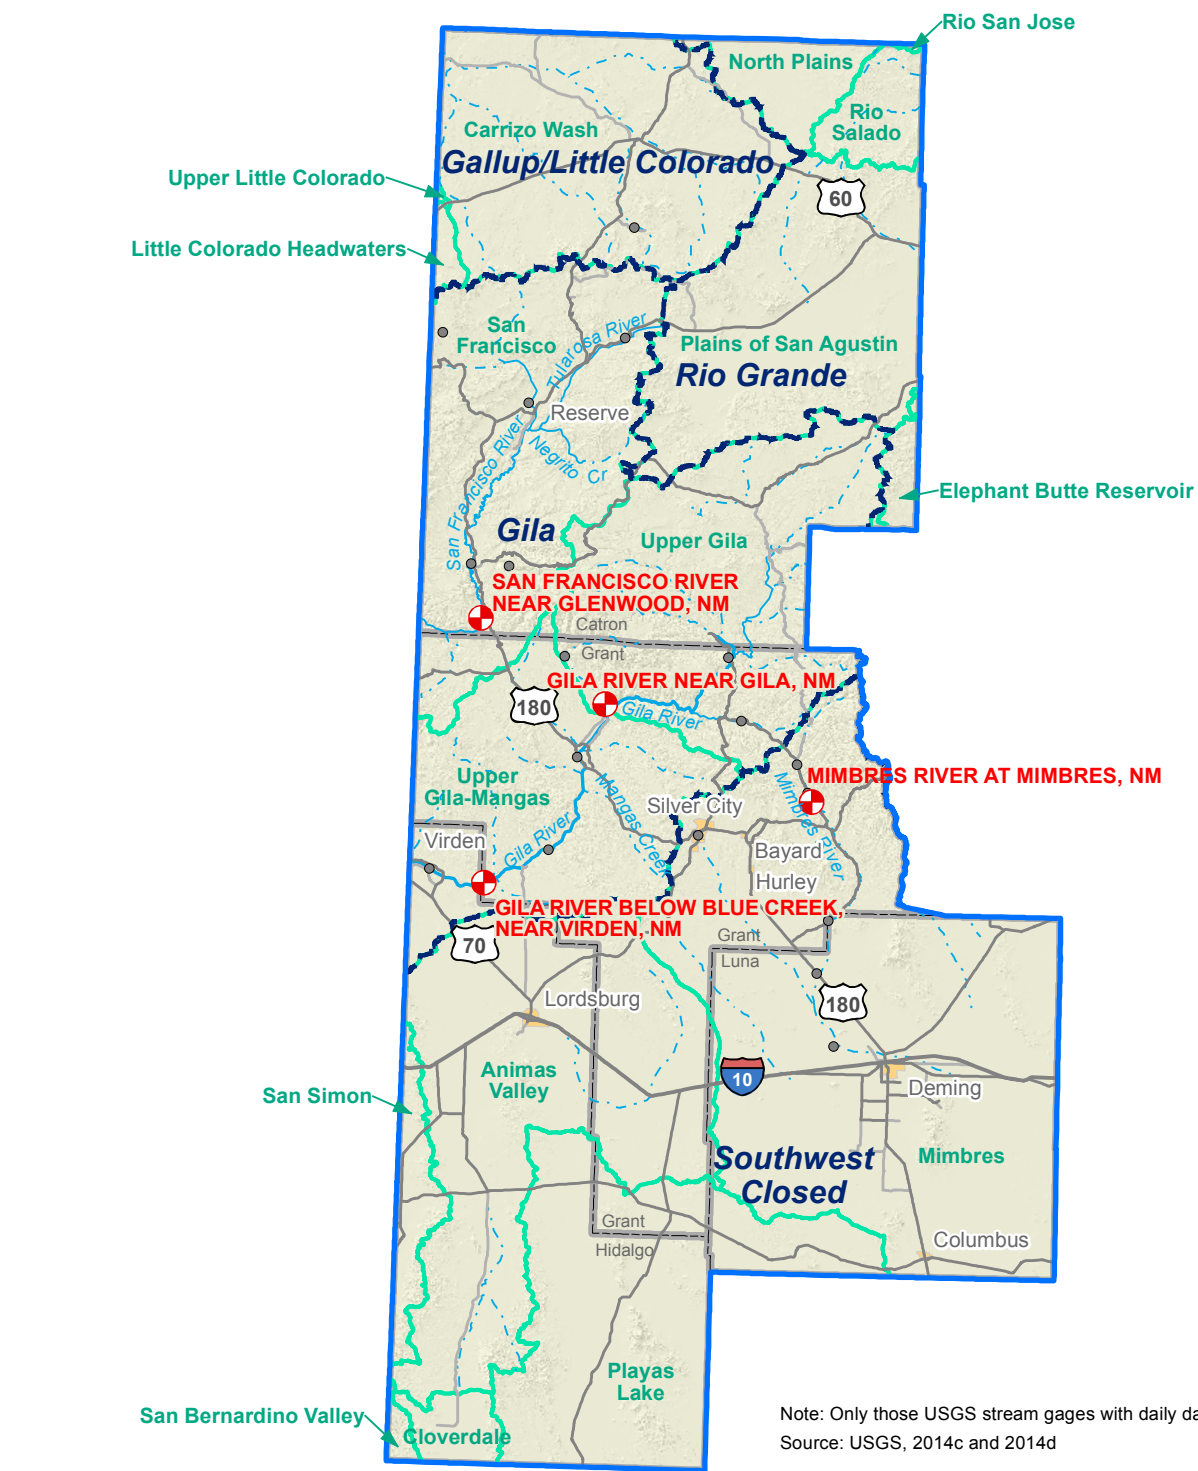 Rio San Jose
North Plains
Rio
Salado
Carrizo Wash
Gallup/Little Colorado
Upper Little Colorado
60
Little Colorado Headwaters
San
Francisco
Tularosa River
Plains of San Agustin
Rio Grande
Reserve
San Francisco River
Negrito Cr
Elephant Butte Reservoir
Gila
Upper Gila
SAN FRANCISCO RIVER
NEAR GLENWOOD, NM
Catron
Grant
GILA RIVER NEAR GILA, NM
180
Gila River
Upper
Gila-Mangas
Mangas Creek
MIMBRES RIVER AT MIMBRES, NM
Silver City
Mimbres River
Virden
Gila River
Bayard
Hurley
GILA RIVER BELOW BLUE CREEK,
NEAR VIRDEN, NM
70
Grant
Luna
Lordsburg
180
Animas
Valley
10
Deming
San Simon
Southwest
Closed
Mimbres
Grant
Hidalgo
Columbus
Playas
Lake
San Bernardino Valley
Cloverdale
Note: Only those USGS stream gages with daily da
Source: USGS, 2014c and 2014d